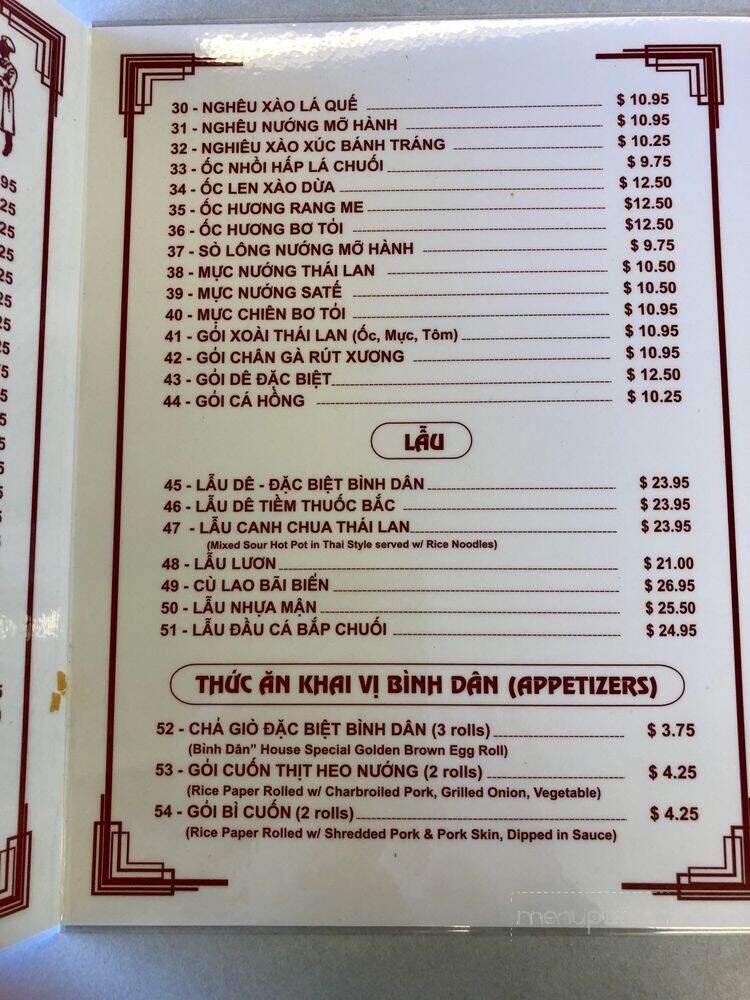 95
25
25
25
25
25
25
30 - NGHÊU XÀO LÁ QUẾ $ 10.95
31 - NGHÊU NƯỚNG MỠ HÀNH $ 10.95
32 - NGHIÊU XÀO XÚC BÁNH TRÁNG $ 10.25
33 - ỐC NHỒI HẤP LÁ CHUỐI $ 9.75
34 - ỐC LEN XÀO DỪA $ 12.50
35 - ỐC HƯƠNG RANG ME $12.50
36 - ỐC HƯƠNG BƠ TỎI $12.50
37 - SÒ LÔNG NƯỚNG MỠ HÀNH $ 9.75
38 - MỰC NƯỚNG THÁI LAN $ 10.50
39 - MỰC NƯỚNG SATẾ $ 10.50
40 - MỰC CHIÊN BƠ TỎI $ 10.95
41 - GỎI XOÀI THÁI LAN (Ốc, Mực, Tôm) $ 10.95
42 - GỎI CHÂN GÀ RÚT XƯƠNG $ 10.95
43 - GỎI DÊ ĐẶC BIỆT $ 12.50
44 - GỎI CÁ HỒNG $ 10.25
LẨU
45 - LẨU DÊ - ĐẶC BIỆT BÌNH DÂN $ 23.95
46 - LẨU DÊ TIỀM THUỐC BẮC $ 23.95
47 - LẨU CANH CHUA THÁI LAN $ 23.95
(Mixed Sour Hot Pot in Thai Style served w/ Rice Noodles)
48 - LẨU LƯƠN $ 21.00
49 - CÙ LAO BÃI BIỂN $ 26.95
50 - LẨU NHỰA MẬN $ 25.50
51 - LẨU ĐẦU CÁ BẮP CHUỐI $ 24.95
THỨC ĂN KHAI VỊ BÌNH DÂN (APPETIZERS)
52 - CHẢ GIÒ ĐẶC BIỆT BÌNH DÂN (3 rolls) $ 3.75
(Bình Dân” House Special Golden Brown Egg Roll)
53 - GỎI CUỐN THỊT HEO NƯỚNG (2 rolls) $ 4.25
(Rice Paper Rolled w/ Charbroiled Pork, Grilled Onion, Vegetable)
54 - GỎI BÌ CUỐN (2 rolls) $ 4.25
(Rice Paper Rolled w/ Shredded Pork & Pork Skin, Dipped in Sauce)